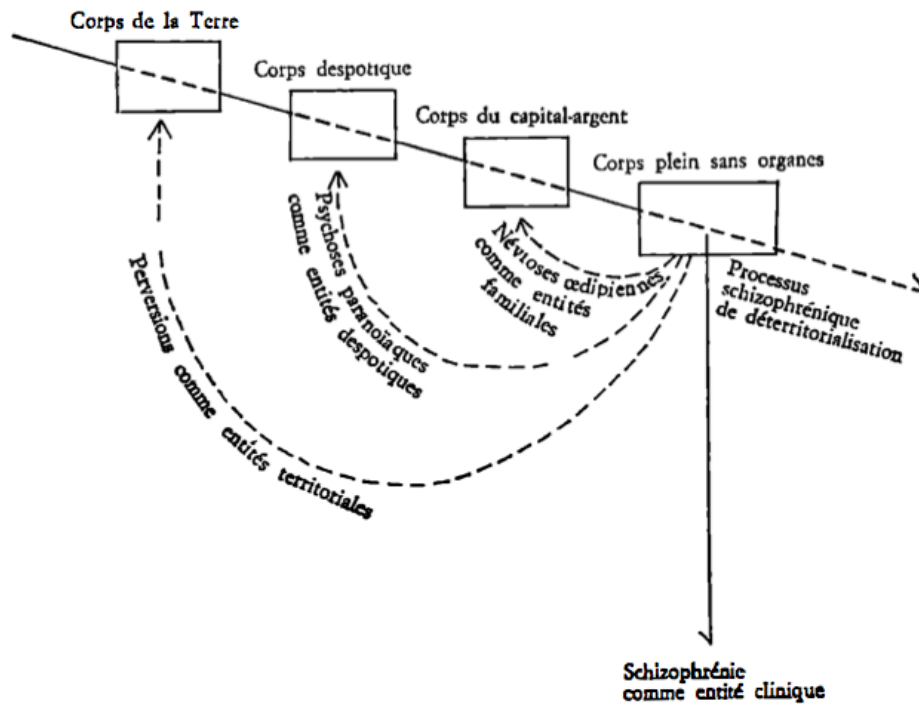 Corps de la Terre
Corps despotique
Corps du capital-argent
Corps plein sans organes
Névroses œdipiennes
comme entités
familiales
Psychoses paranoïaques
comme entités
despotiques
Perversions comme entités territoriales
Processus
schizophrénique
de déterritorialisation
Schizophrénie
comme entité clinique